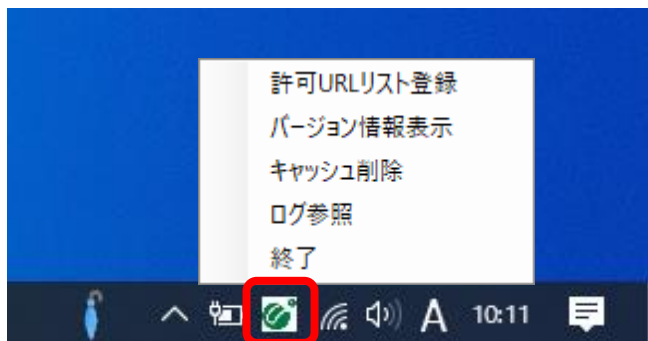 許可URLリスト登録
バージョン情報表示
キャッシュ削除
ログ参照
終了
A 10:11